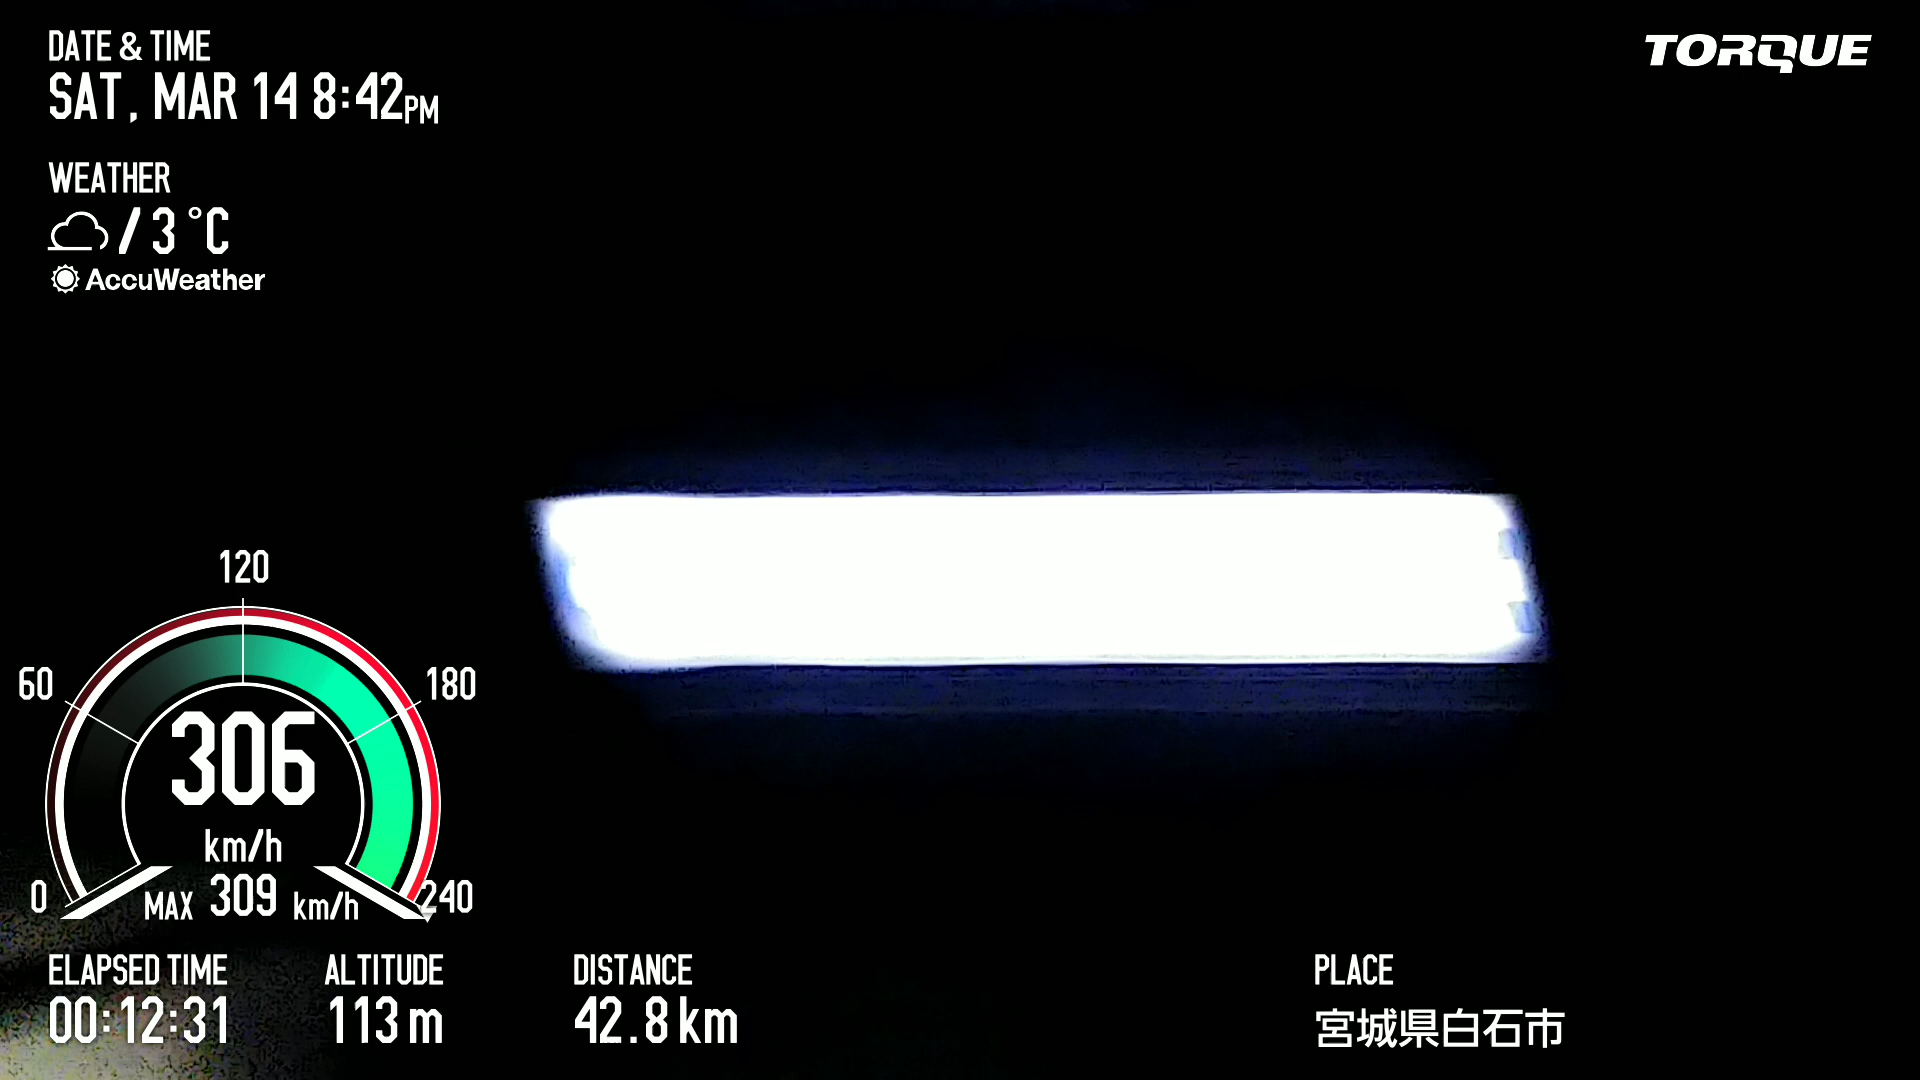 DATE & TIME
SAT, MAR 14 8:42PM
TORQUE
WEATHER
/ 3 °C
AccuWeather
120
60
180
306
km/h
0
MAX 309 km/h
240
ELAPSED TIME
00:12:31
ALTITUDE
113 m
DISTANCE
42.8 km
PLACE
宮城県白石市